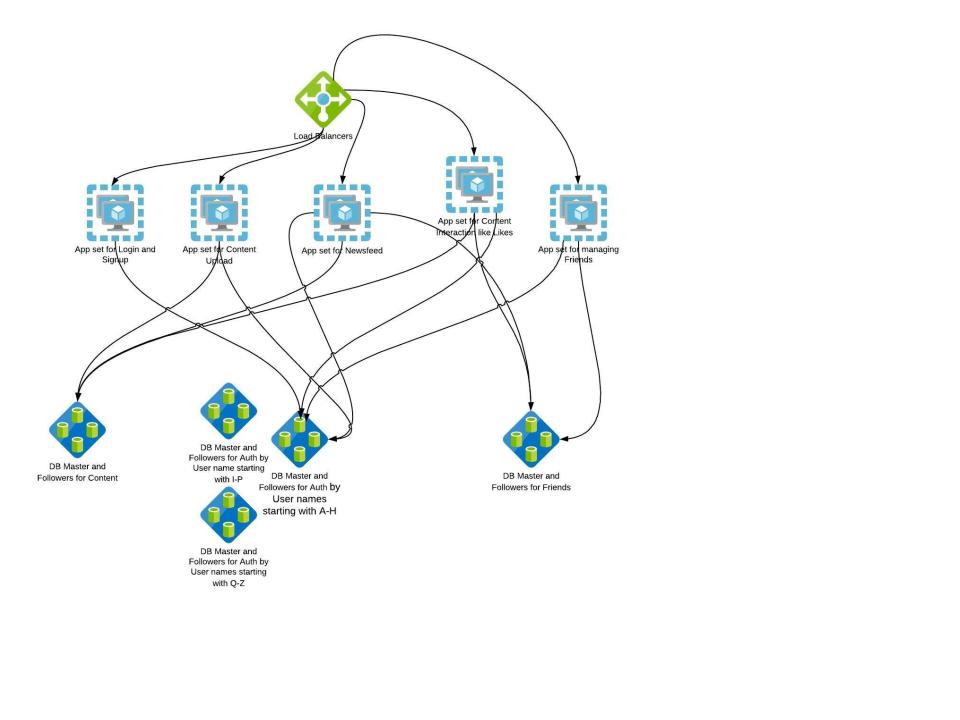 Load Balancers
App set for Login and
Signup
App set for Content
Upload
App set for Newsfeed
App set for Content
Interaction like Likes
App set for managing
Friends
DB Master and
Followers for Content
DB Master and
Followers for Auth by
User name starting
with I-P
DB Master and
Followers for Auth by
User names
starting with A-H
DB Master and
Followers for Friends
DB Master and
Followers for Auth by
User names starting
with Q-Z